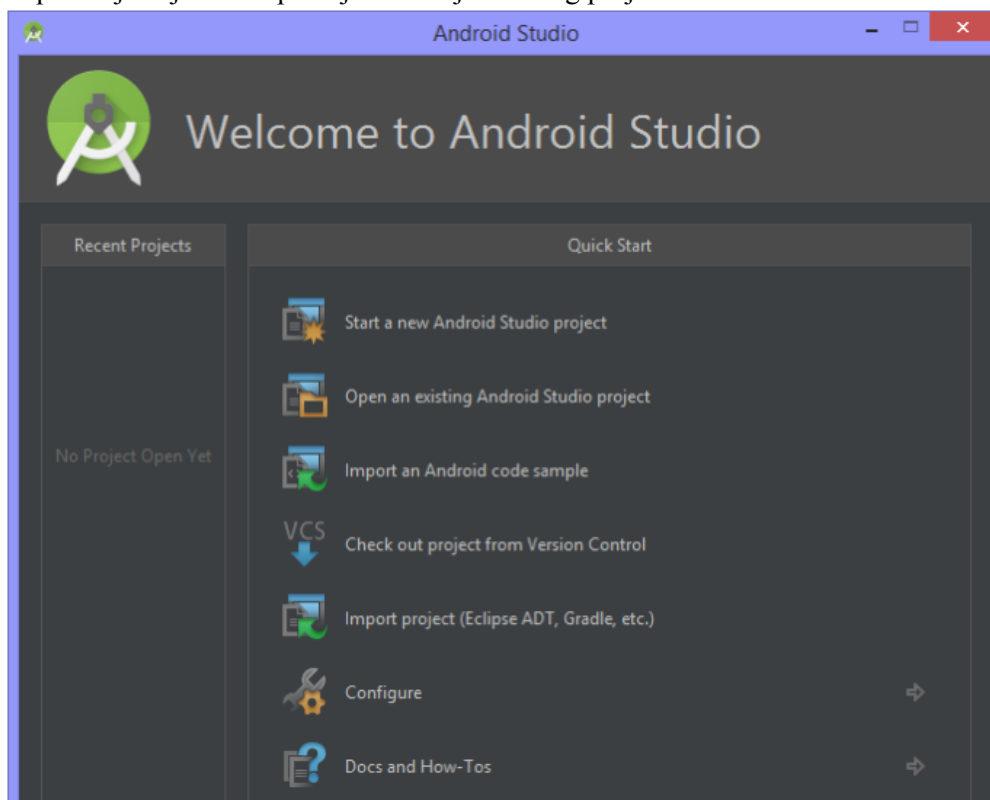 Android Studio
Welcome to Android Studio
Recent Projects
No Project Open Yet
Quick Start
Start a new Android Studio project
Open an existing Android Studio project
Import an Android code sample
VCS
Check out project from Version Control
Import project (Eclipse ADT, Gradle, etc.)
Configure
Docs and How-Tos